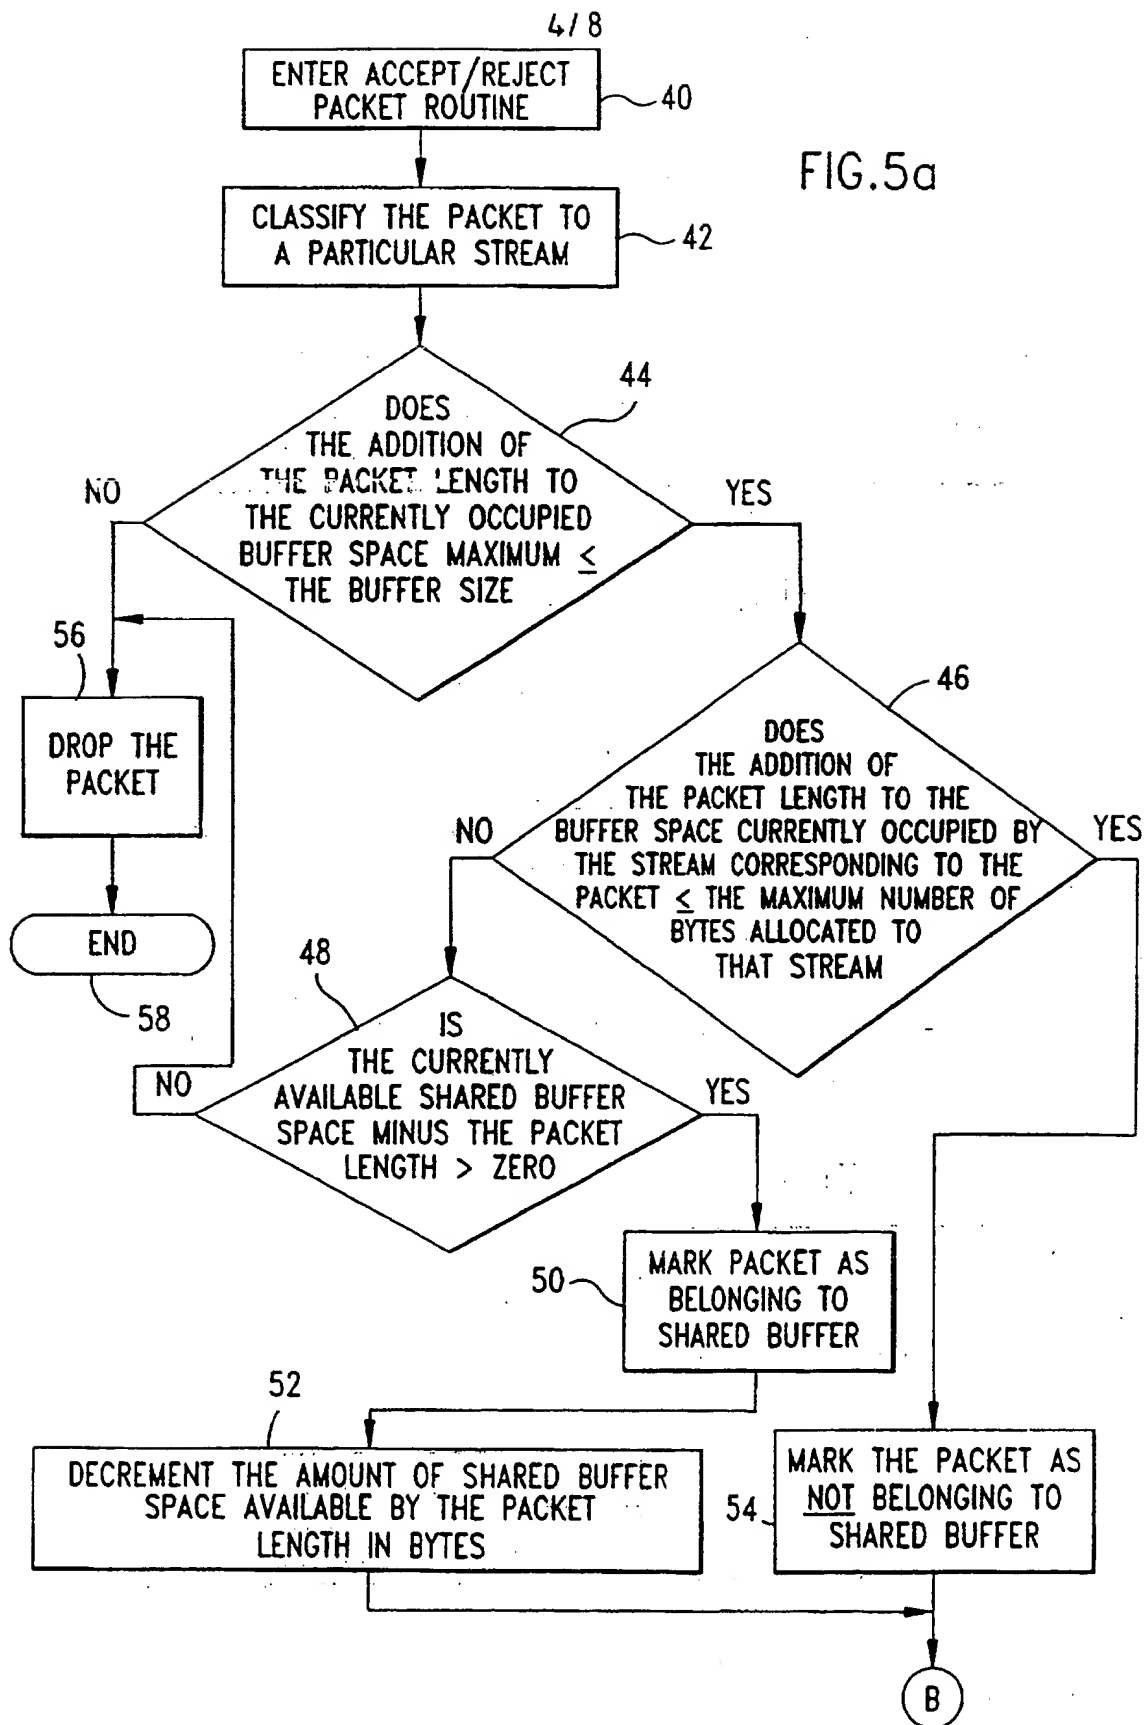 4/8
ENTER ACCEPT/REJECT
PACKET ROUTINE
40
FIG.5a
CLASSIFY THE PACKET TO
A PARTICULAR STREAM
42
44
DOES
THE ADDITION OF
THE PACKET LENGTH TO
THE CURRENTLY OCCUPIED
BUFFER SPACE MAXIMUM ≤
THE BUFFER SIZE
NO
YES
56
DROP THE
PACKET
END
58
46
DOES
THE ADDITION OF
THE PACKET LENGTH TO THE
BUFFER SPACE CURRENTLY OCCUPIED BY
THE STREAM CORRESPONDING TO THE
PACKET ≤ THE MAXIMUM NUMBER OF
BYTES ALLOCATED TO
THAT STREAM
NO
YES
48
IS
THE CURRENTLY
AVAILABLE SHARED BUFFER
SPACE MINUS THE PACKET
LENGTH > ZERO
NO
YES
50
MARK PACKET AS
BELONGING TO
SHARED BUFFER
52
DECREMENT THE AMOUNT OF SHARED BUFFER
SPACE AVAILABLE BY THE PACKET
LENGTH IN BYTES
54
MARK THE PACKET AS
NOT BELONGING TO
SHARED BUFFER
B